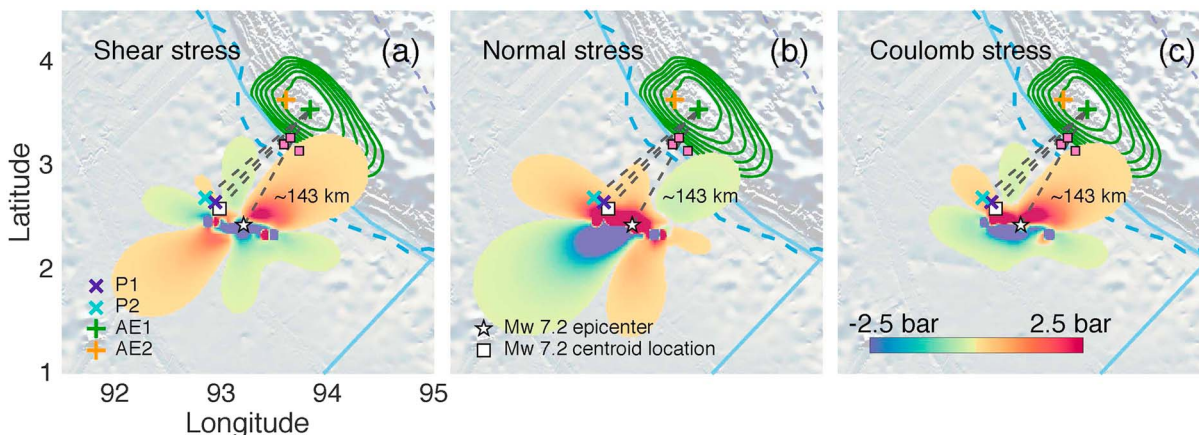 Shear stress (a)
Normal stress (b)
Coulomb stress (c)
4
3
2
1
Latitude
~143 km
~143 km
~143 km
P1
P2
AE1
AE2
Mw 7.2 epicenter
Mw 7.2 centroid location
-2.5 bar 2.5 bar
92 93 94 95
Longitude